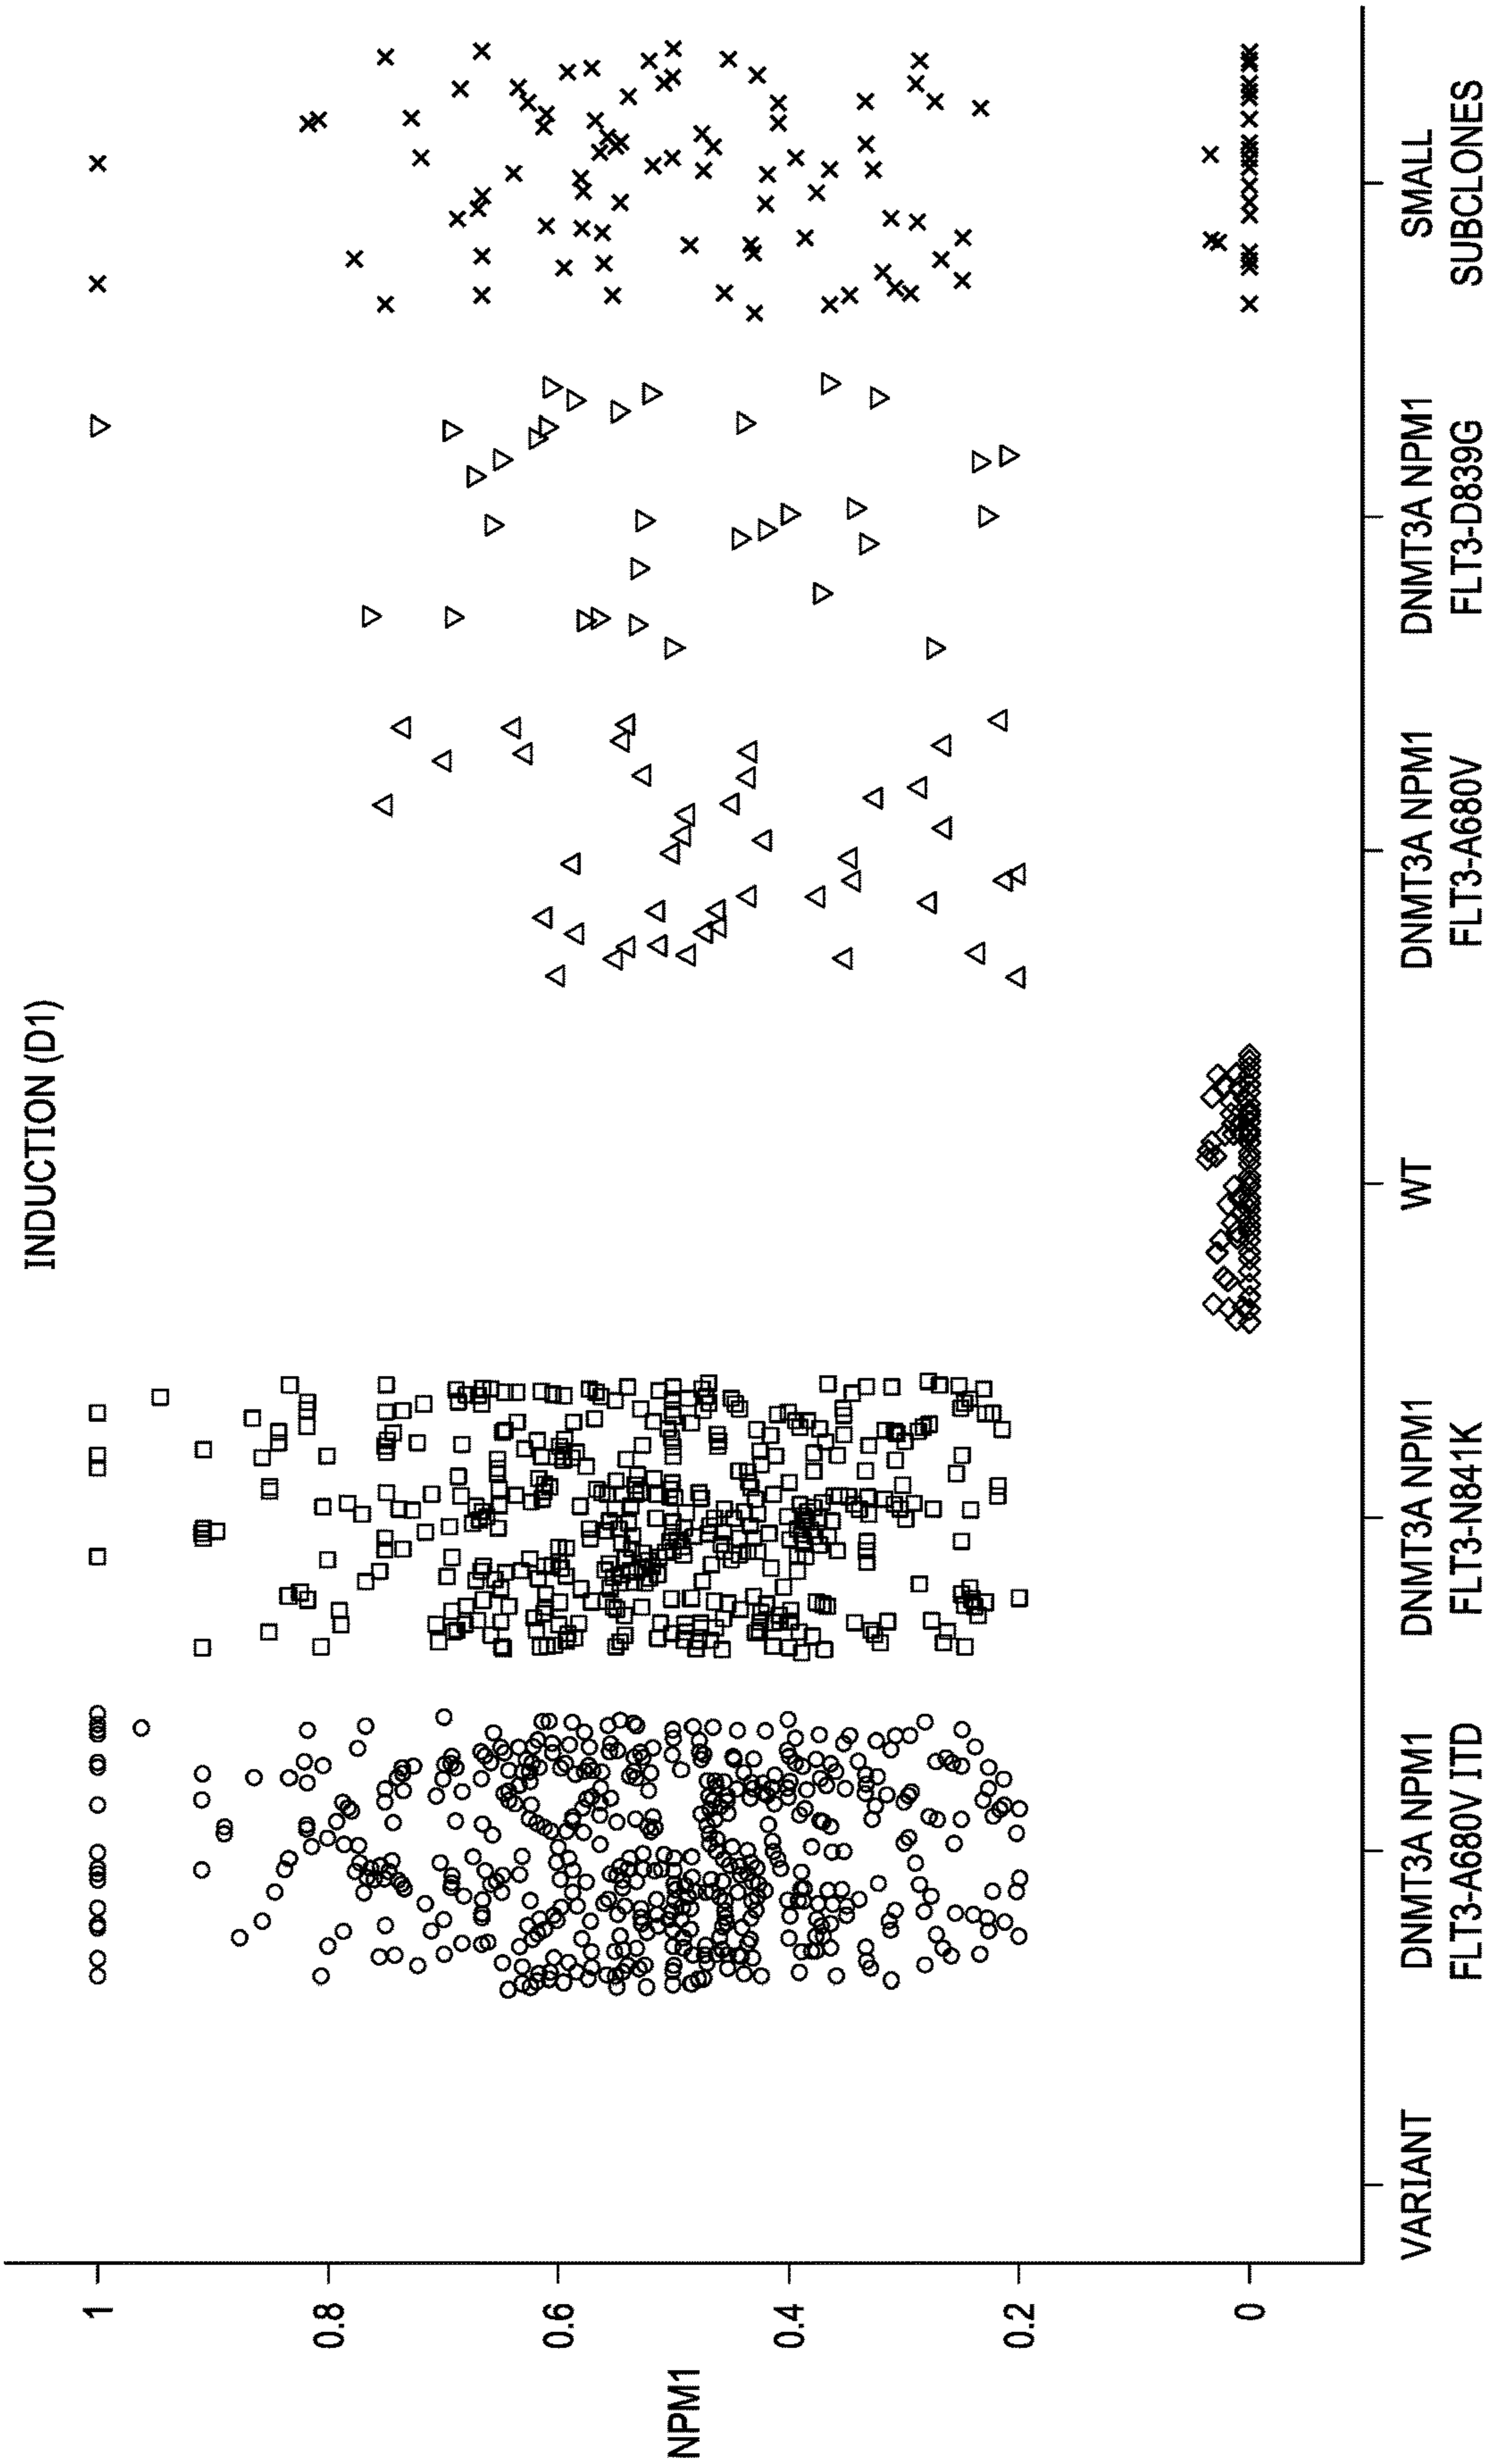 INDUCTION (D1)
NPM1
1
0.8
0.6
0.4
0.2
0
VARIANT
DNMT3A NPM1
FLT3-A680V ITD
DNMT3A NPM1
FLT3-N841K
WT
DNMT3A NPM1
FLT3-A680V
DNMT3A NPM1
FLT3-D839G
SMALL
SUBCLONES